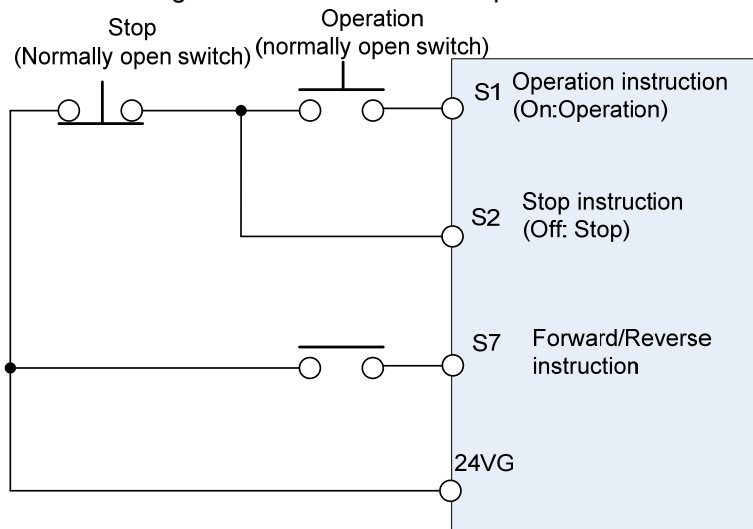 Stop
(Normally open switch)
Operation
(normally open switch)
S1 Operation instruction
(On:Operation)
S2 Stop instruction
(Off: Stop)
S7 Forward/Reverse
instruction
24VG